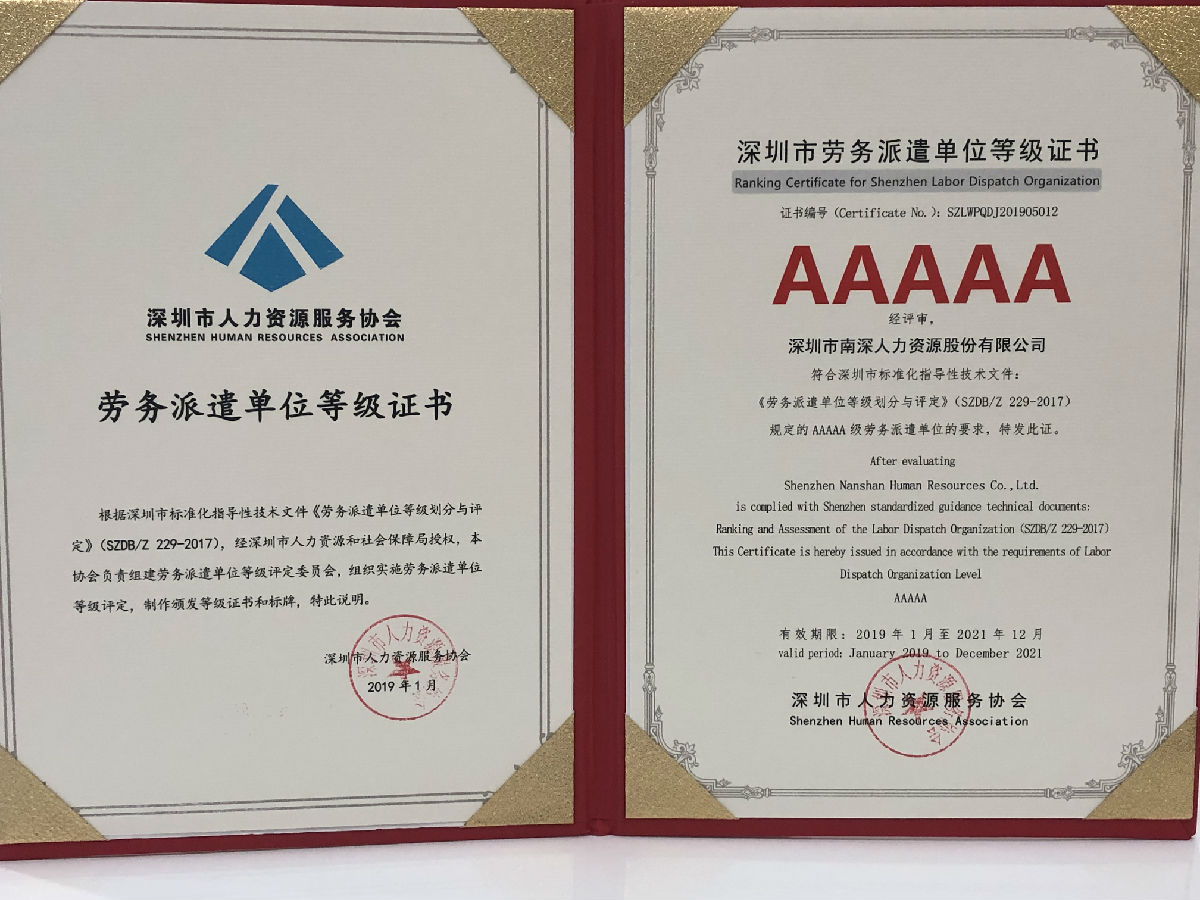 深圳市人力资源服务协会
SHENZHEN HUMAN RESOURCES ASSOCIATION
劳务派遣单位等级证书
根据深圳市标准化指导性技术文件《劳务派遣单位等级划分与评
定》（SZDB/Z 229-2017），经深圳市人力资源和社会保障局授权，本
协会负责组建劳务派遣单位等级评定委员会，组织实施劳务派遣单位
等级评定，制作颁发等级证书和标牌，特此说明。
深圳市人力资源服务协会
2019年1月
深圳市劳务派遣单位等级证书
Ranking Certificate for Shenzhen Labor Dispatch Organization
证书编号（Certificate No.）：SZLWPQDJ201905012
AAAAA
经评审，
深圳市南深人力资源股份有限公司
符合深圳市标准化指导性技术文件：
《劳务派遣单位等级划分与评定》（SZDB/Z 229-2017）
规定的 AAAAA 级劳务派遣单位的要求，特发此证。
After evaluating
Shenzhen Nanshan Human Resources Co.,Ltd.
is complied with Shenzhen standardized guidance technical documents:
Ranking and Assessment of the Labor Dispatch Organization (SZDB/Z 229-2017)
This Certificate is hereby issued in accordance with the requirements of Labor
Dispatch Organization Level
AAAAA
有效期限：2019 年 1 月至 2021 年 12 月
valid period: January 2019 to December 2021
深圳市人力资源服务协会
Shenzhen Human Resources Association